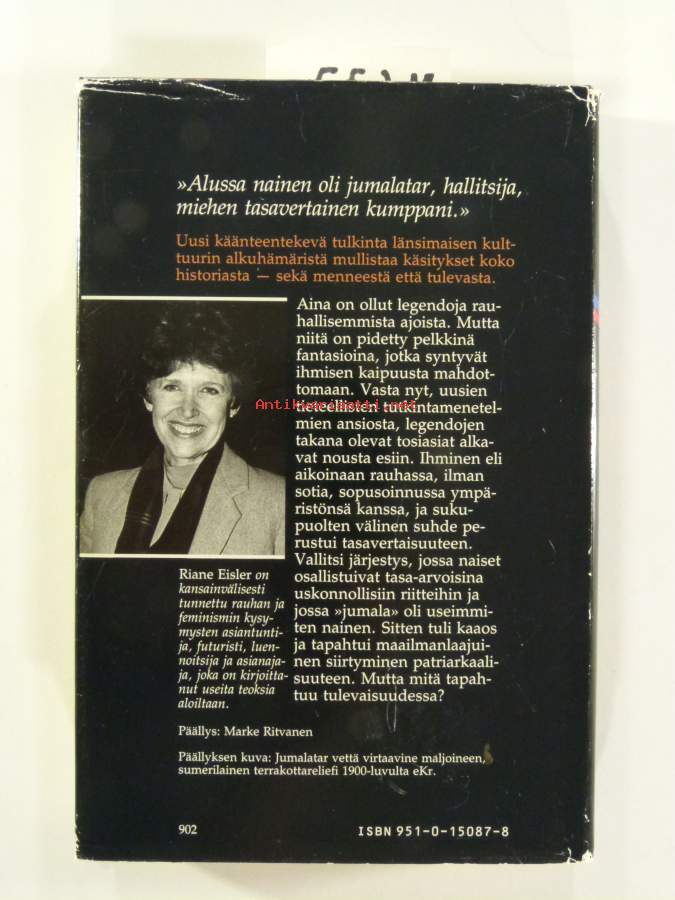 »Alussa nainen oli jumalatar, hallitsija,
miehen tasavertainen kumppani.»
Uusi käänteentekevä tulkinta länsimaisen kult-
tuurin alkuhämäristä mullistaa käsitykset koko
historiasta — sekä menneestä että tulevasta.
Aina on ollut legendoja rau-
hallisemmista ajoista. Mutta
niitä on pidetty pelkkinä
fantasioina, jotka syntyvät
ihmisen kaipuusta mahdot-
tomaan. Vasta nyt, uusien
tieteellisten tutkintamenetel-
mien ansiosta, legendojen
takana olevat tosiasiat alka-
vat nousta esiin. Ihminen eli
aikoinaan rauhassa, ilman
sotia, sopusoinnussa ympä-
ristönsä kanssa, ja suku-
puolten välinen suhde pe-
rustui tasavertaisuuteen.
Vallitsi järjestys, jossa naiset
osallistuivat tasa-arvoisina
uskonnollisiin riitteihin ja
jossa »jumala» oli useimmi-
ten nainen. Sitten tuli kaaos
ja tapahtui maailmanlaajui-
nen siirtyminen patriarkaali-
suuteen. Mutta mitä tapah-
tuu tulevaisuudessa?
Antikvariaatti.net
Riane Eisler on
kansainvälisesti
tunnettu rauhan ja
feminismin kysy-
mysten asiantunti-
ja, futuristi, luen-
noitsija ja asianaja-
ja, joka on kirjoitta-
nut useita teoksia
aloiltaan.
Päällys: Marke Ritvanen
Päällyksen kuva: Jumalatar vettä virtaavine maljoineen,
sumerilainen terrakottareliefi 1900-luvulta eKr.
902
ISBN 951-0-15087-8